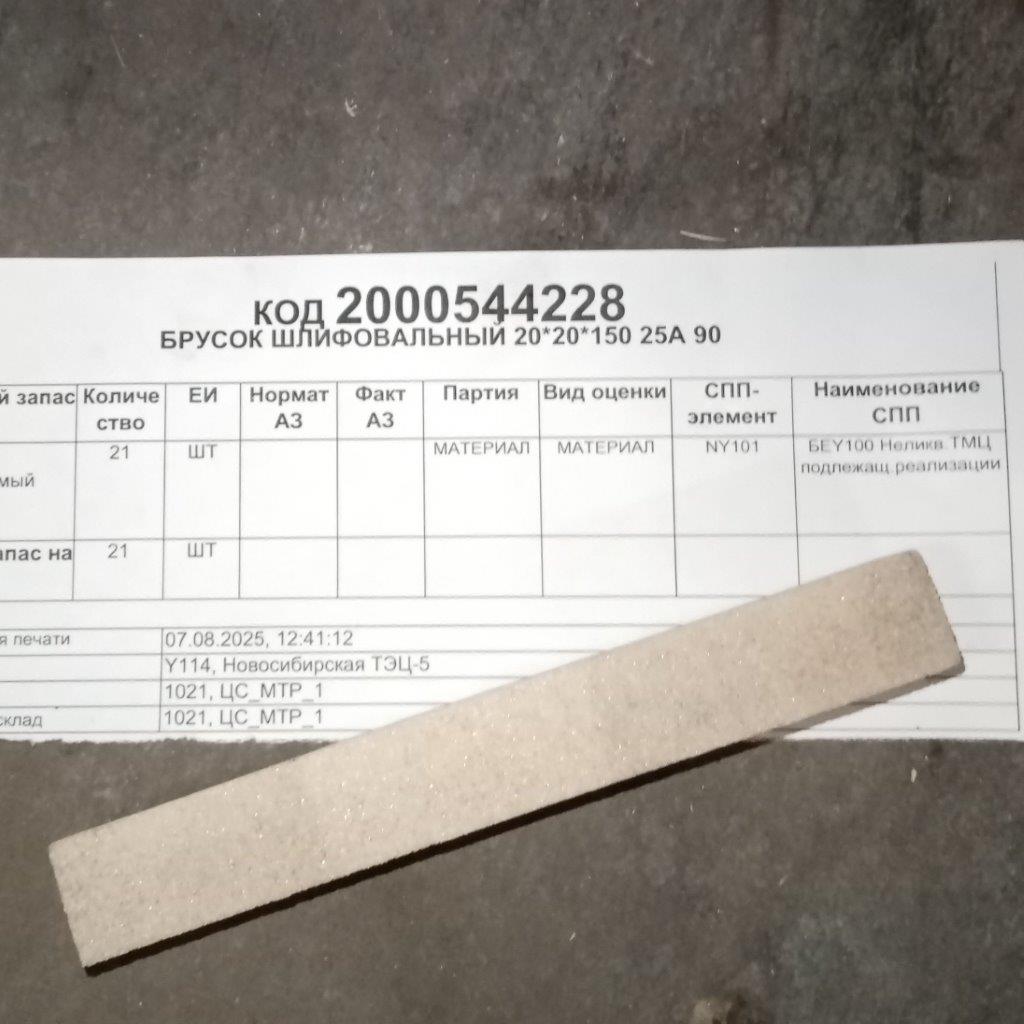 КОД 2000544228
БРУСОК ШЛИФОВАЛЬНЫЙ 20*20*150 25А 90
й запас Количе ЕИ Нормат Факт Партия Вид оценки СПП- Наименование
ство АЗ АЗ элемент СПП
21 ШТ МАТЕРИАЛ МАТЕРИАЛ NY101 БЕY100 Неликв.ТМЦ
мый подлежащ.реализации
апас на 21 ШТ
я печати 07.08.2025, 12:41:12
Y114, Новосибирская ТЭЦ-5
1021, ЦС_МТР_1
склад 1021, ЦС_МТР_1